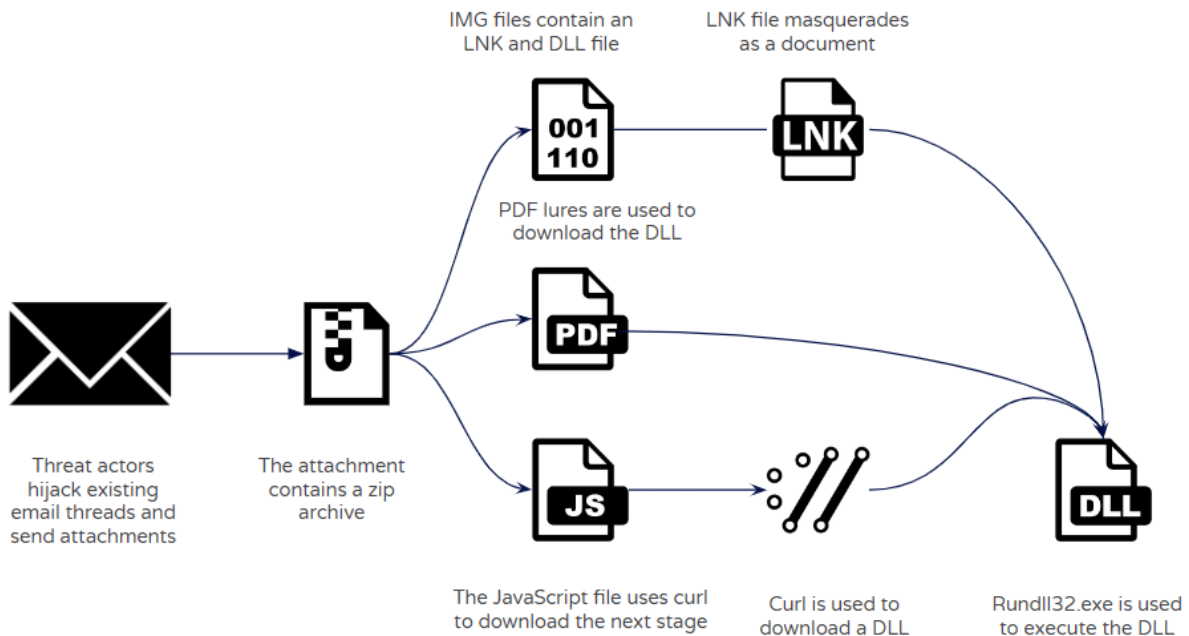 IMG files contain an
LNK and DLL file
LNK file masquerades
as a document
001
110
LNK
PDF lures are used to
download the DLL
PDF
Threat actors
hijack existing
email threads and
send attachments
The attachment
contains a zip
archive
JS
DLL
The JavaScript file uses curl
to download the next stage
Curl is used to
download a DLL
Rundll32.exe is used
to execute the DLL